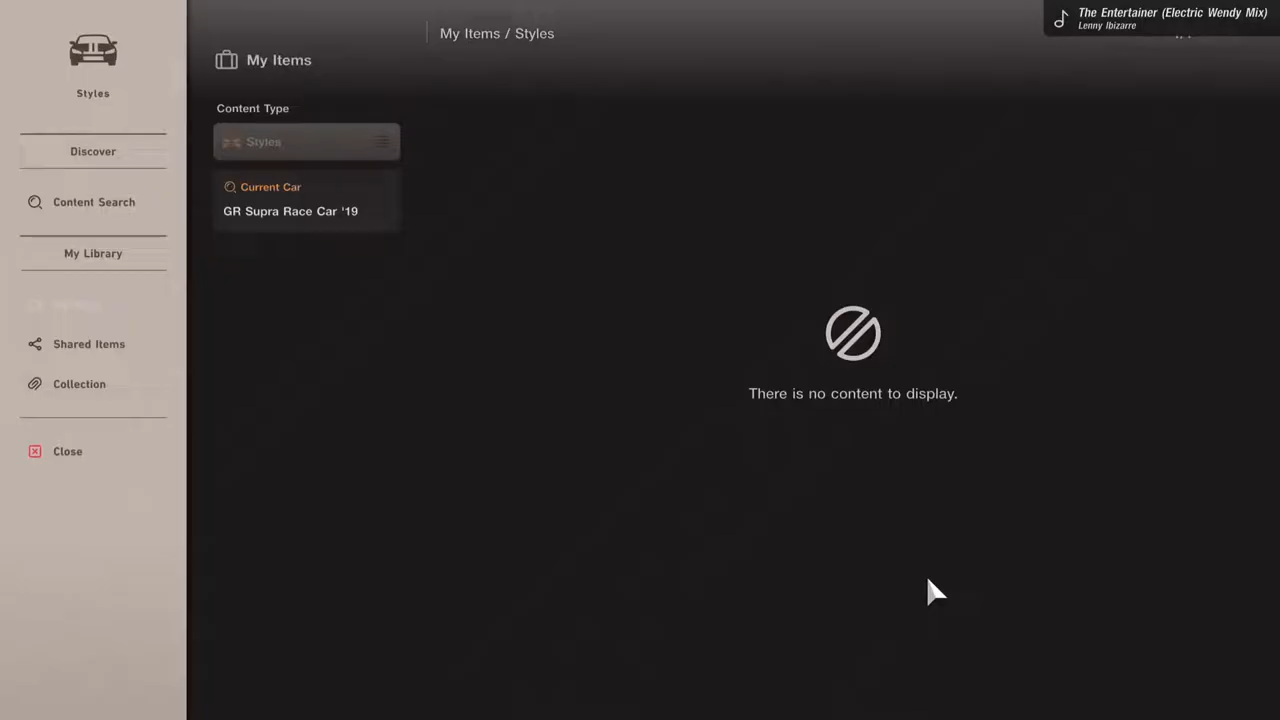 The Entertainer (Electric Wendy Mix)
Lenny Ibizarre
My Items / Styles
My Items
Styles
Discover
Content Search
My Library
Shared Items
Collection
Close
Content Type
Styles
Current Car
GR Supra Race Car '19
There is no content to display.